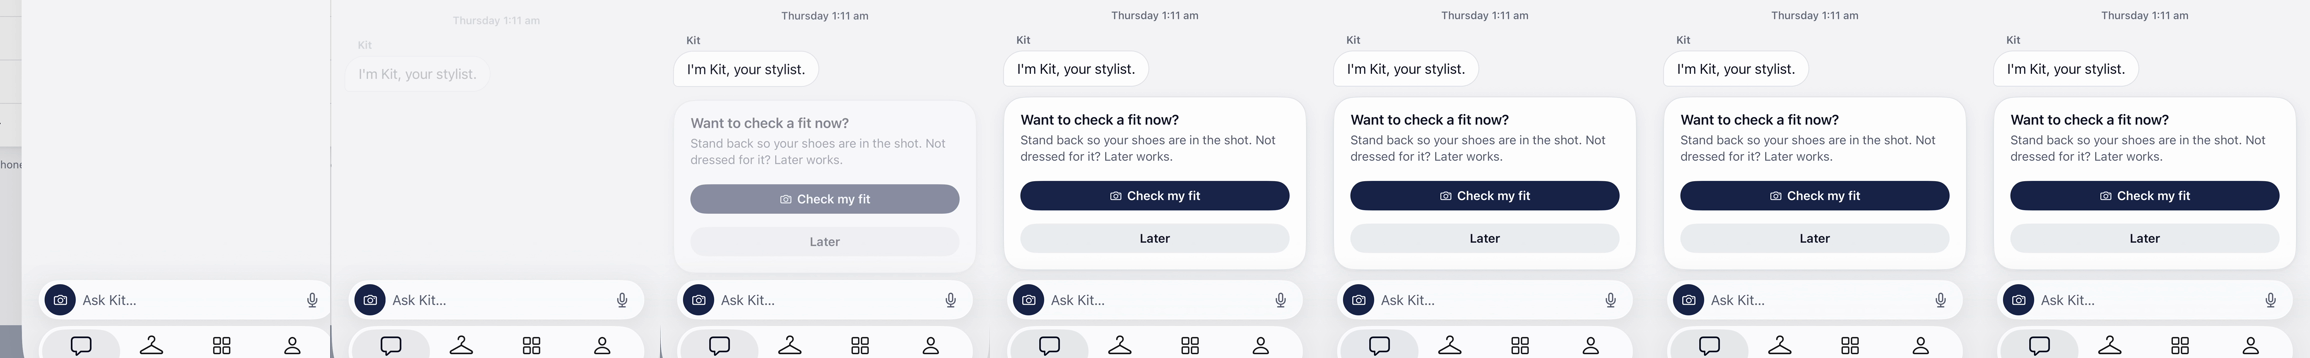 hone
Thursday 1:11 am
Kit
I'm Kit, your stylist.
Ask Kit...
Thursday 1:11 am
Kit
I'm Kit, your stylist.
Want to check a fit now?
Stand back so your shoes are in the shot. Not
dressed for it? Later works.
Check my fit
Later
Ask Kit...
Thursday 1:11 am
Kit
I'm Kit, your stylist.
Want to check a fit now?
Stand back so your shoes are in the shot. Not
dressed for it? Later works.
Check my fit
Later
Ask Kit...
Thursday 1:11 am
Kit
I'm Kit, your stylist.
Want to check a fit now?
Stand back so your shoes are in the shot. Not
dressed for it? Later works.
Check my fit
Later
Ask Kit...
Thursday 1:11 am
Kit
I'm Kit, your stylist.
Want to check a fit now?
Stand back so your shoes are in the shot. Not
dressed for it? Later works.
Check my fit
Later
Ask Kit...
Thursday 1:11 am
Kit
I'm Kit, your stylist.
Want to check a fit now?
Stand back so your shoes are in the shot. Not
dressed for it? Later works.
Check my fit
Later
Ask Kit...
Ask Kit...